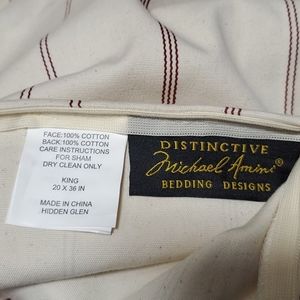 FACE:100% COTTON
BACK:100% COTTON
CARE INSTRUCTIONS
FOR SHAM
DRY CLEAN ONLY
KING
20 X 36 IN
MADE IN CHINA
HIDDEN GLEN
DISTINCTIVE
Michael Amini®
BEDDING DESIGNS